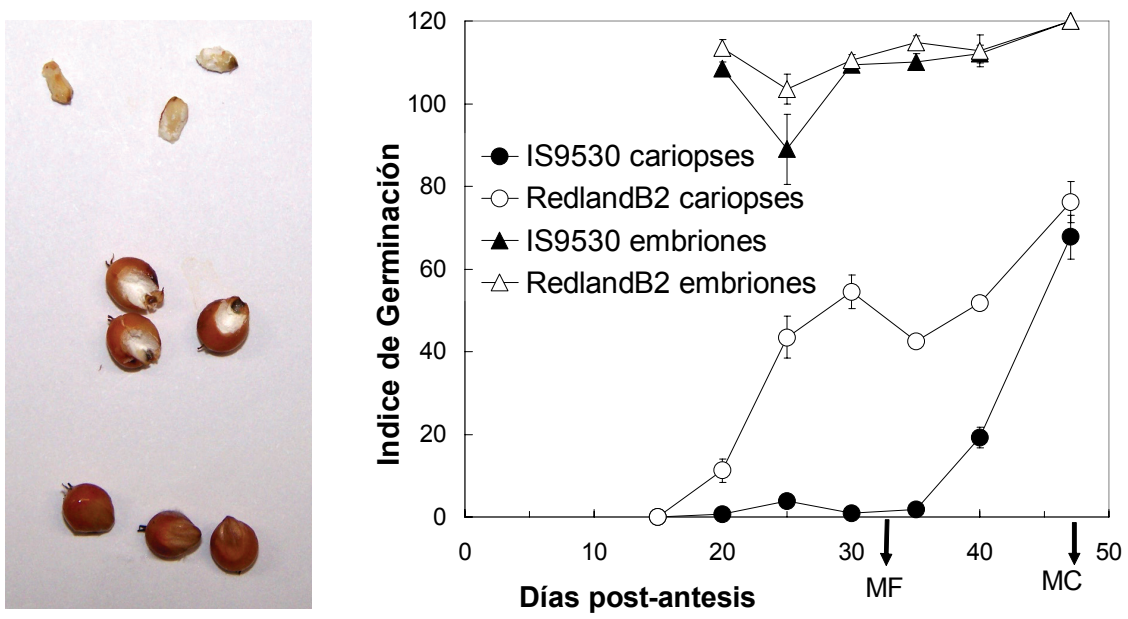 120
100
80
60
40
20
0
Indice de Germinación
IS9530 cariopses
RedlandB2 cariopses
IS9530 embriones
RedlandB2 embriones
0 10 20 30 40 50
MF MC
Días post-antesis